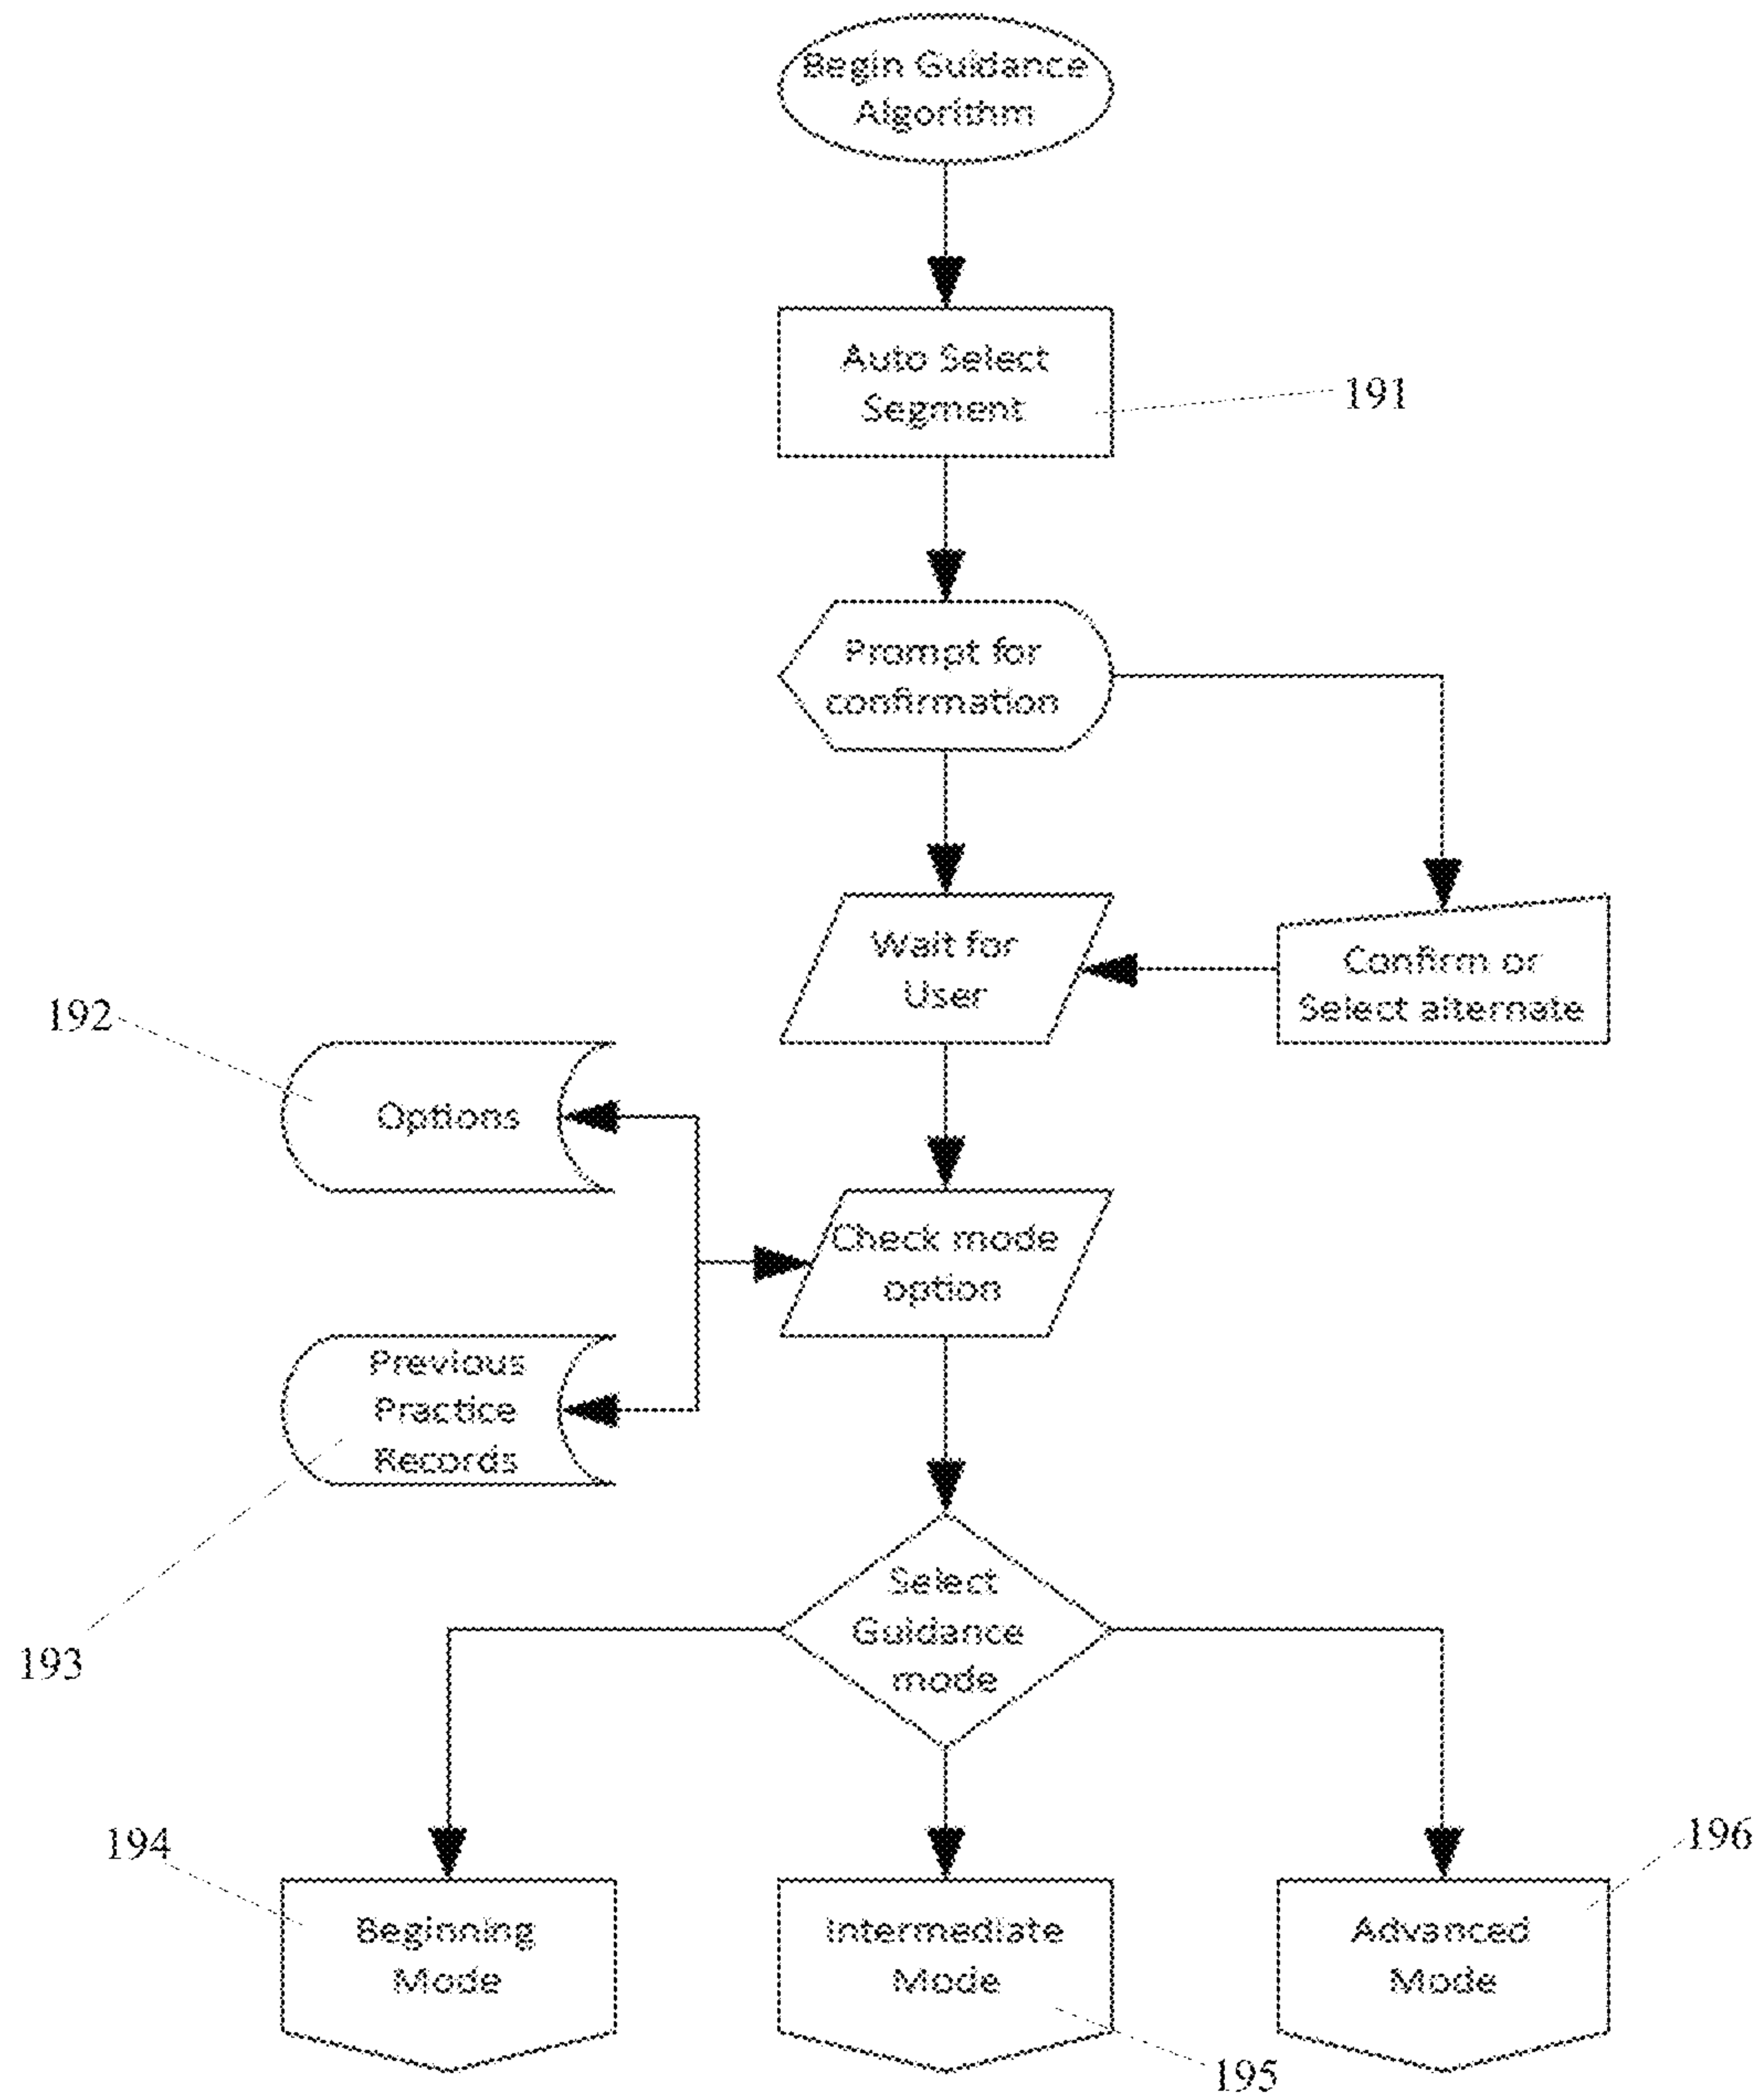 Begin Guidance
Algorithm
Auto Select
Segment
191
Prompt for
confirmation
Wait for
User
Confirm or
Select alternate
192
Options
Check mode
option
Previous
Practice
Records
193
Select
Guidance
mode
194
196
Beginning
Mode
Intermediate
Mode
Advanced
Mode
195